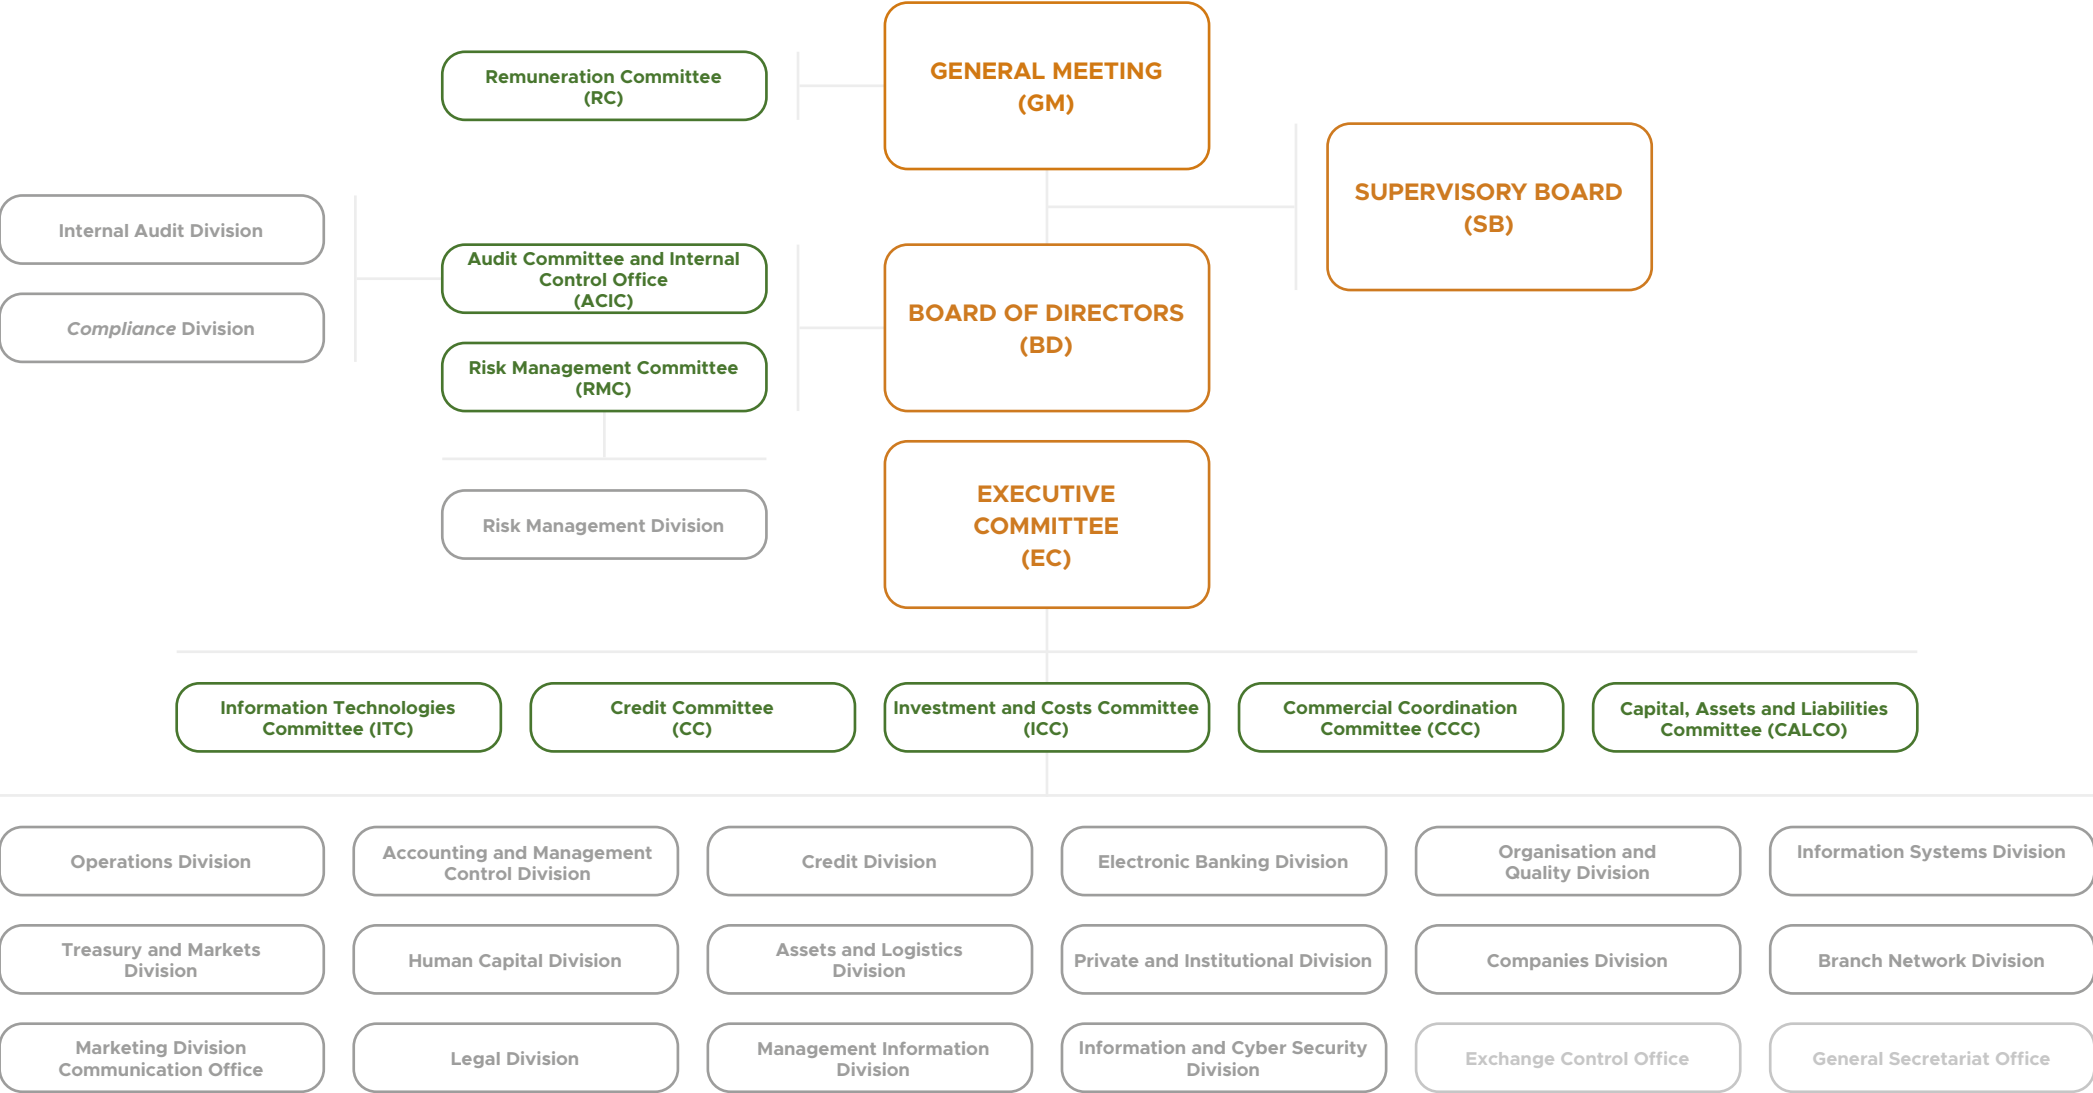 GENERAL MEETING
(GM)
Remuneration Committee
(RC)
SUPERVISORY BOARD
(SB)
Internal Audit Division
Compliance Division
Audit Committee and Internal
Control Office
(ACIC)
Risk Management Committee
(RMC)
BOARD OF DIRECTORS
(BD)
Risk Management Division
EXECUTIVE
COMMITTEE
(EC)
Information Technologies
Committee (ITC)
Credit Committee
(CC)
Investment and Costs Committee
(ICC)
Commercial Coordination
Committee (CCC)
Capital, Assets and Liabilities
Committee (CALCO)
Operations Division
Accounting and Management
Control Division
Credit Division
Electronic Banking Division
Organisation and
Quality Division
Information Systems Division
Treasury and Markets
Division
Human Capital Division
Assets and Logistics
Division
Private and Institutional Division
Companies Division
Branch Network Division
Marketing Division
Communication Office
Legal Division
Management Information
Division
Information and Cyber Security
Division
Exchange Control Office
General Secretariat Office